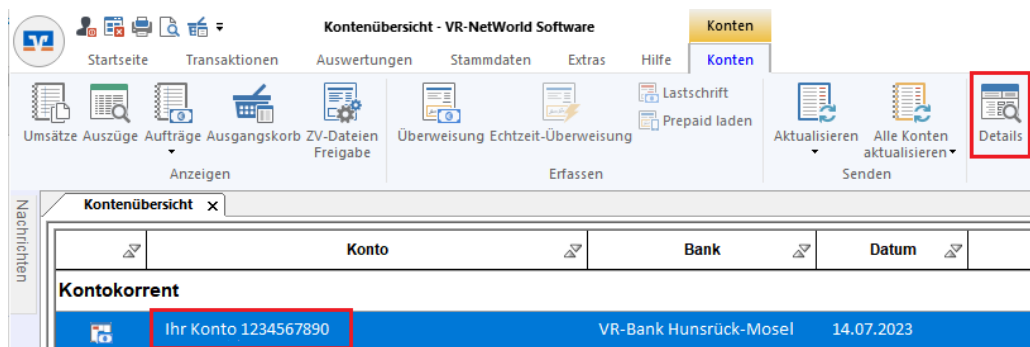 Kontenübersicht - VR-NetWorld Software
Konten
Startseite Transaktionen Auswertungen Stammdaten Extras Hilfe Konten
Umsätze Auszüge Aufträge Ausgangskorb ZV-Dateien Freigabe
Anzeigen
Überweisung Echtzeit-Überweisung
Lastschrift
Prepaid laden
Erfassen
Aktualisieren Alle Konten aktualisieren
Senden
Details
Nachrichten
Kontenübersicht x
Konto Bank Datum
Kontokorrent
Ihr Konto 1234567890 VR-Bank Hunsrück-Mosel 14.07.2023